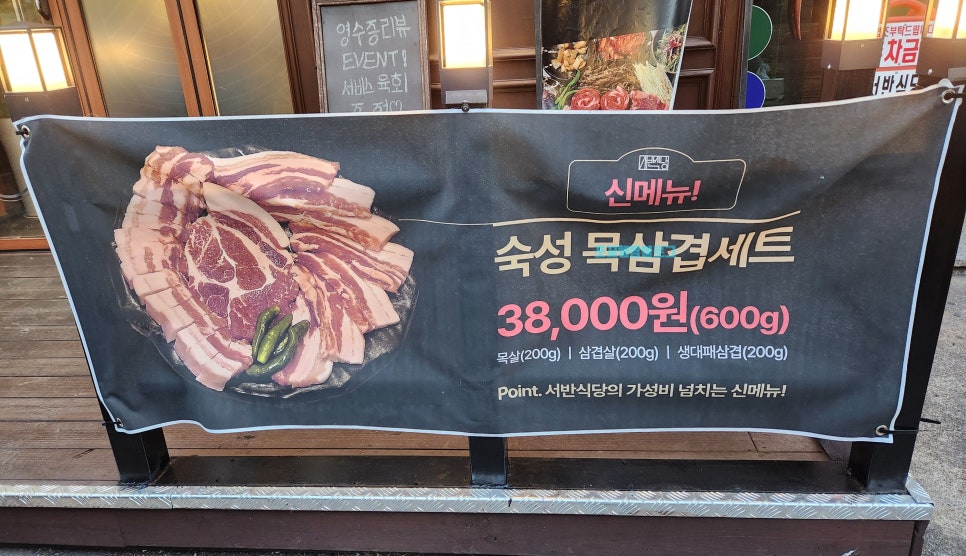 영수증리뷰
EVENT!
서비스 육회
차금
서반식당
신메뉴!
숙성 목삼겹세트
38,000원(600g)
목살(200g) | 삼겹살(200g) | 생대패삼겹(200g)
Point. 서반식당의 가성비 넘치는 신메뉴!